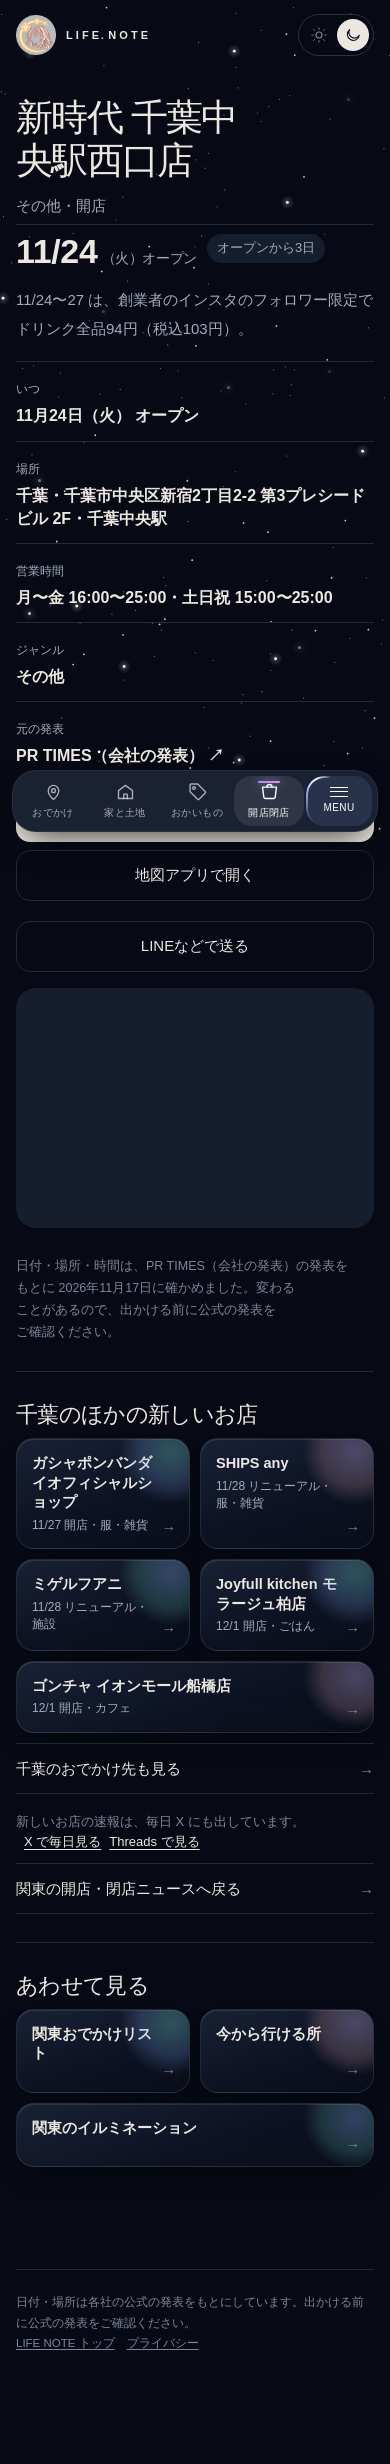 LIFE.NOTE
新時代 千葉中
央駅西口店
その他・開店
11/24 （火）オープン オープンから3日
11/24〜27 は、創業者のインスタのフォロワー限定で
ドリンク全品94円（税込103円）。
いつ
11月24日（火） オープン
場所
千葉・千葉市中央区新宿2丁目2-2 第3プレシード
ビル 2F・千葉中央駅
営業時間
月〜金 16:00〜25:00・土日祝 15:00〜25:00
ジャンル
その他
元の発表
PR TIMES（会社の発表） ↗
おでかけ 家と土地 おかいもの 開店閉店 MENU
地図アプリで開く
LINEなどで送る
日付・場所・時間は、PR TIMES（会社の発表）の発表を
もとに 2026年11月17日に確かめました。変わる
ことがあるので、出かける前に公式の発表を
ご確認ください。
千葉のほかの新しいお店
ガシャポンバンダ
イオフィシャルシ
ョップ
11/27 開店・服・雑貨 →
SHIPS any
11/28 リニューアル・
服・雑貨
→
ミゲルフアニ
11/28 リニューアル・
施設
→
Joyfull kitchen モ
ラージュ柏店
12/1 開店・ごはん →
ゴンチャ イオンモール船橋店
12/1 開店・カフェ →
千葉のおでかけ先も見る →
新しいお店の速報は、毎日 X にも出しています。
X で毎日見る Threads で見る
関東の開店・閉店ニュースへ戻る →
あわせて見る
関東おでかけリス
ト
→
今から行ける所
→
関東のイルミネーション
→
日付・場所は各社の公式の発表をもとにしています。出かける前
に公式の発表をご確認ください。
LIFE NOTE トップ プライバシー